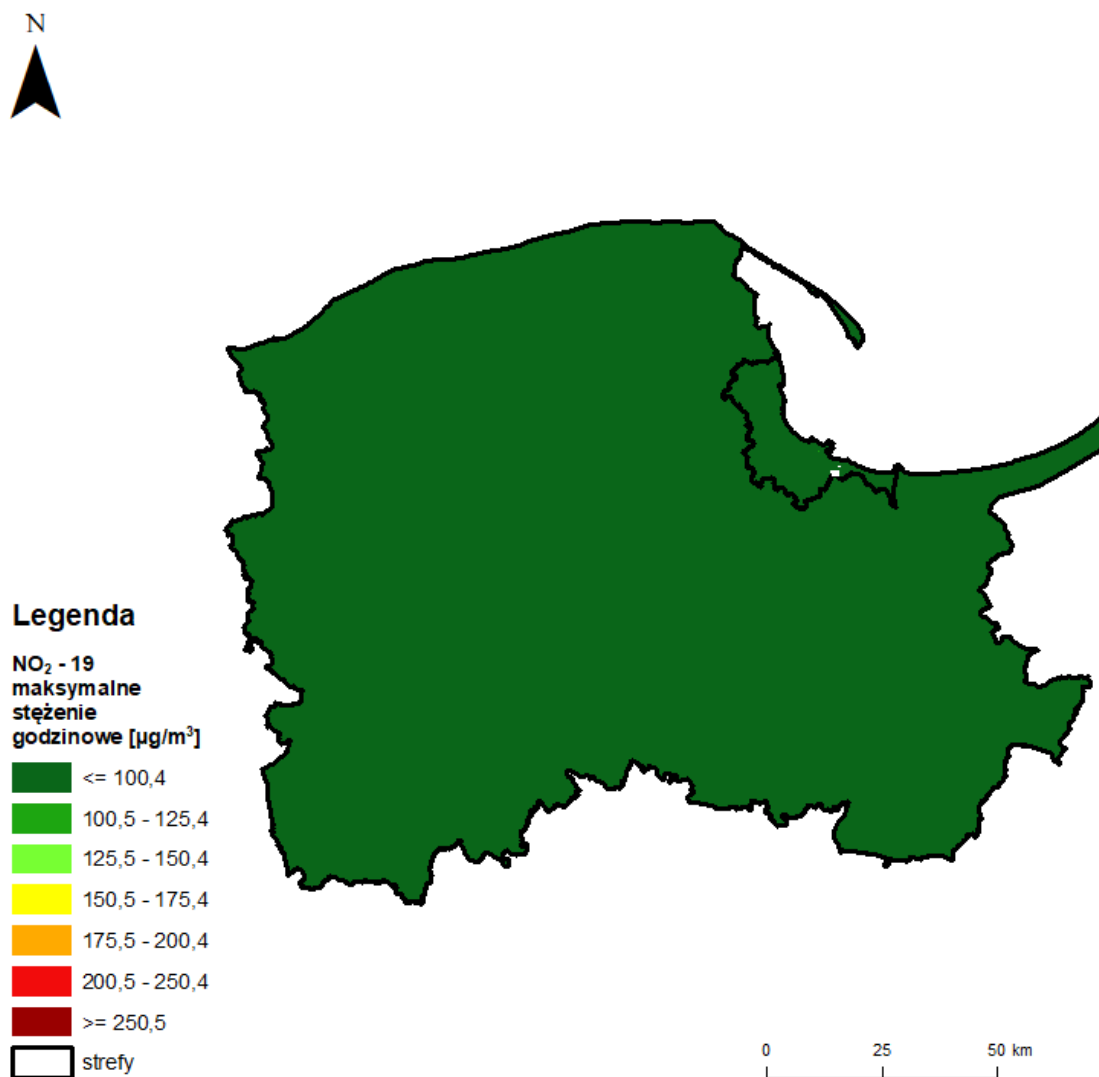 N
Legenda
NO₂ - 19
maksymalne
stężenie
godzinowe [µg/m³]
<= 100,4
100,5 - 125,4
125,5 - 150,4
150,5 - 175,4
175,5 - 200,4
200,5 - 250,4
>= 250,5
strefy
0 25 50 km